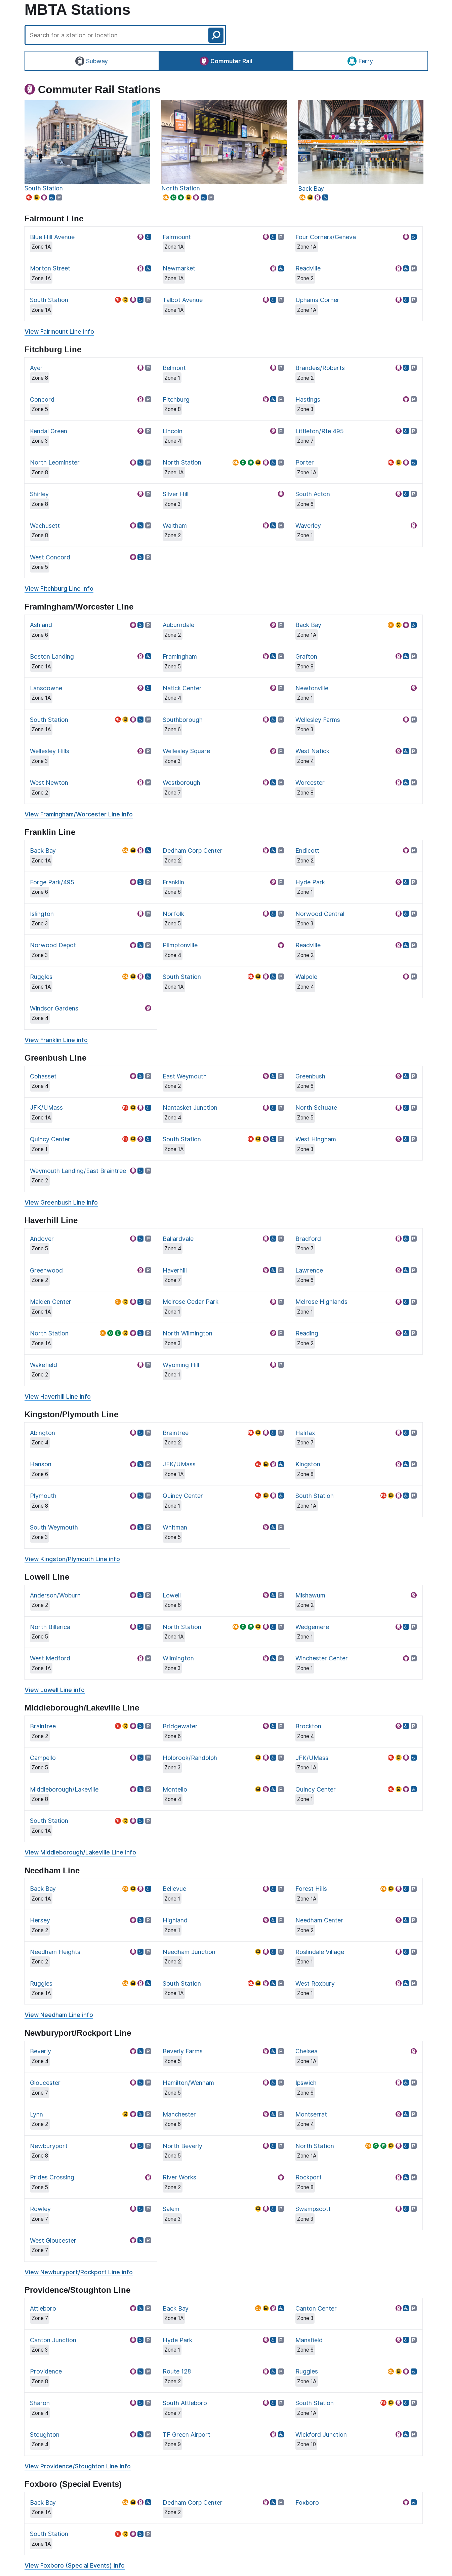 MBTA Stations
Search for a station or location
Subway
Commuter Rail
Ferry
Commuter Rail Stations
South Station
North Station
Back Bay
Fairmount Line
Blue Hill Avenue
Zone 1A
Fairmount
Zone 1A
Four Corners/Geneva
Zone 1A
Morton Street
Zone 1A
Newmarket
Zone 1A
Readville
Zone 2
South Station
Zone 1A
Talbot Avenue
Zone 1A
Uphams Corner
Zone 1A
View Fairmount Line info
Fitchburg Line
Ayer
Zone 8
Belmont
Zone 1
Brandeis/Roberts
Zone 2
Concord
Zone 5
Fitchburg
Zone 8
Hastings
Zone 3
Kendal Green
Zone 3
Lincoln
Zone 4
Littleton/Rte 495
Zone 7
North Leominster
Zone 8
North Station
Zone 1A
Porter
Zone 1A
Shirley
Zone 8
Silver Hill
Zone 3
South Acton
Zone 6
Wachusett
Zone 8
Waltham
Zone 2
Waverley
Zone 1
West Concord
Zone 5
View Fitchburg Line info
Framingham/Worcester Line
Ashland
Zone 6
Auburndale
Zone 2
Back Bay
Zone 1A
Boston Landing
Zone 1A
Framingham
Zone 5
Grafton
Zone 8
Lansdowne
Zone 1A
Natick Center
Zone 4
Newtonville
Zone 1
South Station
Zone 1A
Southborough
Zone 6
Wellesley Farms
Zone 3
Wellesley Hills
Zone 3
Wellesley Square
Zone 3
West Natick
Zone 4
West Newton
Zone 2
Westborough
Zone 7
Worcester
Zone 8
View Framingham/Worcester Line info
Franklin Line
Back Bay
Zone 1A
Dedham Corp Center
Zone 2
Endicott
Zone 2
Forge Park/495
Zone 6
Franklin
Zone 6
Hyde Park
Zone 1
Islington
Zone 3
Norfolk
Zone 5
Norwood Central
Zone 3
Norwood Depot
Zone 3
Plimptonville
Zone 4
Readville
Zone 2
Ruggles
Zone 1A
South Station
Zone 1A
Walpole
Zone 4
Windsor Gardens
Zone 4
View Franklin Line info
Greenbush Line
Cohasset
Zone 4
East Weymouth
Zone 2
Greenbush
Zone 6
JFK/UMass
Zone 1A
Nantasket Junction
Zone 4
North Scituate
Zone 5
Quincy Center
Zone 1
South Station
Zone 1A
West Hingham
Zone 3
Weymouth Landing/East Braintree
Zone 2
View Greenbush Line info
Haverhill Line
Andover
Zone 5
Ballardvale
Zone 4
Bradford
Zone 7
Greenwood
Zone 2
Haverhill
Zone 7
Lawrence
Zone 6
Malden Center
Zone 1A
Melrose Cedar Park
Zone 1
Melrose Highlands
Zone 1
North Station
Zone 1A
North Wilmington
Zone 3
Reading
Zone 2
Wakefield
Zone 2
Wyoming Hill
Zone 1
View Haverhill Line info
Kingston/Plymouth Line
Abington
Zone 4
Braintree
Zone 2
Halifax
Zone 7
Hanson
Zone 6
JFK/UMass
Zone 1A
Kingston
Zone 8
Plymouth
Zone 8
Quincy Center
Zone 1
South Station
Zone 1A
South Weymouth
Zone 3
Whitman
Zone 5
View Kingston/Plymouth Line info
Lowell Line
Anderson/Woburn
Zone 2
Lowell
Zone 6
Mishawum
Zone 2
North Billerica
Zone 5
North Station
Zone 1A
Wedgemere
Zone 1
West Medford
Zone 1A
Wilmington
Zone 3
Winchester Center
Zone 1
View Lowell Line info
Middleborough/Lakeville Line
Braintree
Zone 2
Bridgewater
Zone 6
Brockton
Zone 4
Campello
Zone 5
Holbrook/Randolph
Zone 3
JFK/UMass
Zone 1A
Middleborough/Lakeville
Zone 8
Montello
Zone 4
Quincy Center
Zone 1
South Station
Zone 1A
View Middleborough/Lakeville Line info
Needham Line
Back Bay
Zone 1A
Bellevue
Zone 1
Forest Hills
Zone 1A
Hersey
Zone 2
Highland
Zone 1
Needham Center
Zone 2
Needham Heights
Zone 2
Needham Junction
Zone 2
Roslindale Village
Zone 1
Ruggles
Zone 1A
South Station
Zone 1A
West Roxbury
Zone 1
View Needham Line info
Newburyport/Rockport Line
Beverly
Zone 4
Beverly Farms
Zone 5
Chelsea
Zone 1A
Gloucester
Zone 7
Hamilton/Wenham
Zone 5
Ipswich
Zone 6
Lynn
Zone 2
Manchester
Zone 6
Montserrat
Zone 4
Newburyport
Zone 8
North Beverly
Zone 5
North Station
Zone 1A
Prides Crossing
Zone 5
River Works
Zone 2
Rockport
Zone 8
Rowley
Zone 7
Salem
Zone 3
Swampscott
Zone 3
West Gloucester
Zone 7
View Newburyport/Rockport Line info
Providence/Stoughton Line
Attleboro
Zone 7
Back Bay
Zone 1A
Canton Center
Zone 3
Canton Junction
Zone 3
Hyde Park
Zone 1
Mansfield
Zone 6
Providence
Zone 8
Route 128
Zone 2
Ruggles
Zone 1A
Sharon
Zone 4
South Attleboro
Zone 7
South Station
Zone 1A
Stoughton
Zone 4
TF Green Airport
Zone 9
Wickford Junction
Zone 10
View Providence/Stoughton Line info
Foxboro (Special Events)
Back Bay
Zone 1A
Dedham Corp Center
Zone 2
Foxboro
South Station
Zone 1A
View Foxboro (Special Events) info